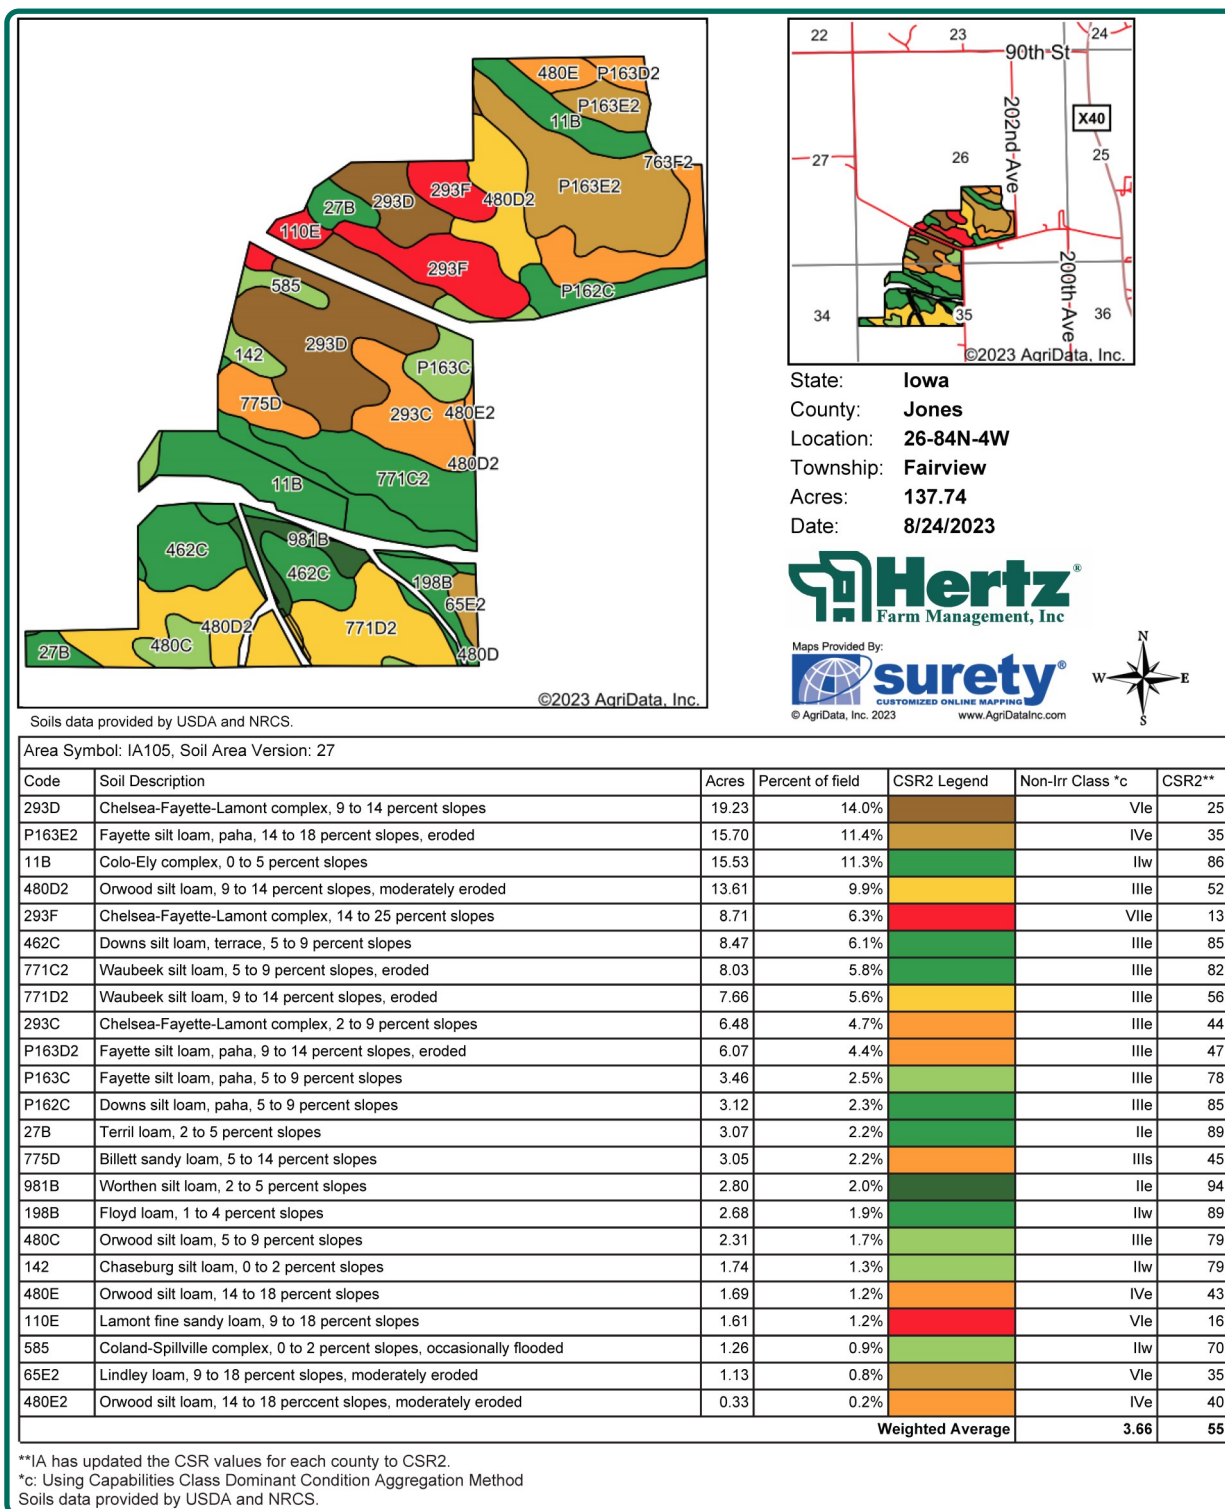 480E P163D2
P163E2
11B
763F2
P163E2
293F
480D2
293D
27B
110E
293F
P162C
585
293D
142
P163C
775D
293C 480E2
480D2
771C2
11B
981B
462C
462C
198B
65E2
480D2 771D2
480C
27B
480D
©2023 AgriData, Inc.
Soils data provided by USDA and NRCS.
22 23 24
90th St
202nd Ave
X40
27 26 25
200th Ave
34 35 36
©2023 AgriData, Inc.
State: Iowa
County: Jones
Location: 26-84N-4W
Township: Fairview
Acres: 137.74
Date: 8/24/2023
Hertz®
Farm Management, Inc
Maps Provided By:
surety®
CUSTOMIZED ONLINE MAPPING
© AgriData, Inc. 2023 www.AgriDataInc.com
N
W E
S
Area Symbol: IA105, Soil Area Version: 27
Code Soil Description Acres Percent of field CSR2 Legend Non-Irr Class *c CSR2**
293D Chelsea-Fayette-Lamont complex, 9 to 14 percent slopes 19.23 14.0% VIe 25
P163E2 Fayette silt loam, paha, 14 to 18 percent slopes, eroded 15.70 11.4% IVe 35
11B Colo-Ely complex, 0 to 5 percent slopes 15.53 11.3% IIw 86
480D2 Orwood silt loam, 9 to 14 percent slopes, moderately eroded 13.61 9.9% IIIe 52
293F Chelsea-Fayette-Lamont complex, 14 to 25 percent slopes 8.71 6.3% VIIe 13
462C Downs silt loam, terrace, 5 to 9 percent slopes 8.47 6.1% IIIe 85
771C2 Waubeek silt loam, 5 to 9 percent slopes, eroded 8.03 5.8% IIIe 82
771D2 Waubeek silt loam, 9 to 14 percent slopes, eroded 7.66 5.6% IIIe 56
293C Chelsea-Fayette-Lamont complex, 2 to 9 percent slopes 6.48 4.7% IIIe 44
P163D2 Fayette silt loam, paha, 9 to 14 percent slopes, eroded 6.07 4.4% IIIe 47
P163C Fayette silt loam, paha, 5 to 9 percent slopes 3.46 2.5% IIIe 78
P162C Downs silt loam, paha, 5 to 9 percent slopes 3.12 2.3% IIIe 85
27B Terril loam, 2 to 5 percent slopes 3.07 2.2% IIe 89
775D Billett sandy loam, 5 to 14 percent slopes 3.05 2.2% IIIs 45
981B Worthen silt loam, 2 to 5 percent slopes 2.80 2.0% IIe 94
198B Floyd loam, 1 to 4 percent slopes 2.68 1.9% IIw 89
480C Orwood silt loam, 5 to 9 percent slopes 2.31 1.7% IIIe 79
142 Chaseburg silt loam, 0 to 2 percent slopes 1.74 1.3% IIw 79
480E Orwood silt loam, 14 to 18 percent slopes 1.69 1.2% IVe 43
110E Lamont fine sandy loam, 9 to 18 percent slopes 1.61 1.2% VIe 16
585 Coland-Spillville complex, 0 to 2 percent slopes, occasionally flooded 1.26 0.9% IIw 70
65E2 Lindley loam, 9 to 18 percent slopes, moderately eroded 1.13 0.8% VIe 35
480E2 Orwood silt loam, 14 to 18 perccent slopes, moderately eroded 0.33 0.2% IVe 40
Weighted Average 3.66 55
**IA has updated the CSR values for each county to CSR2.
*c: Using Capabilities Class Dominant Condition Aggregation Method
Soils data provided by USDA and NRCS.